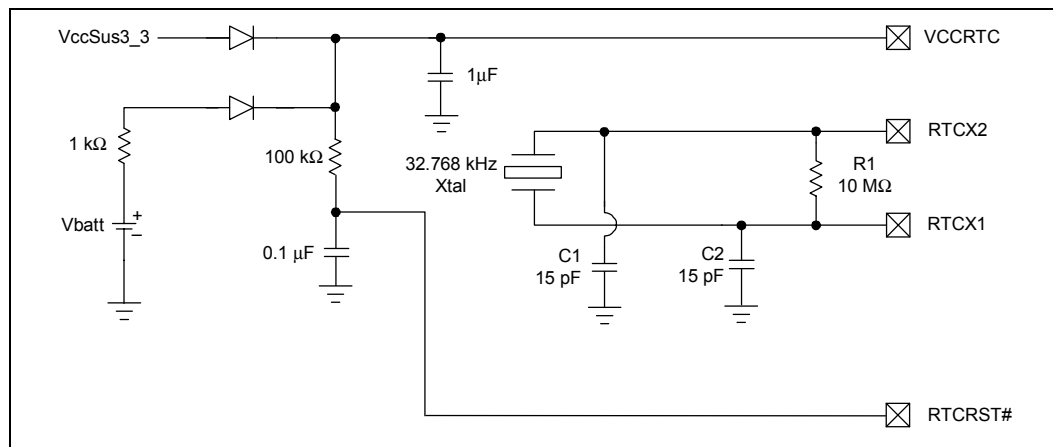 VccSus3_3
VCCRTC
1μF
1 kΩ
100 kΩ
RTCX2
32.768 kHz
Xtal
R1
10 MΩ
Vbatt
+
−
RTCX1
0.1 μF
C1
15 pF
C2
15 pF
RTCRST#